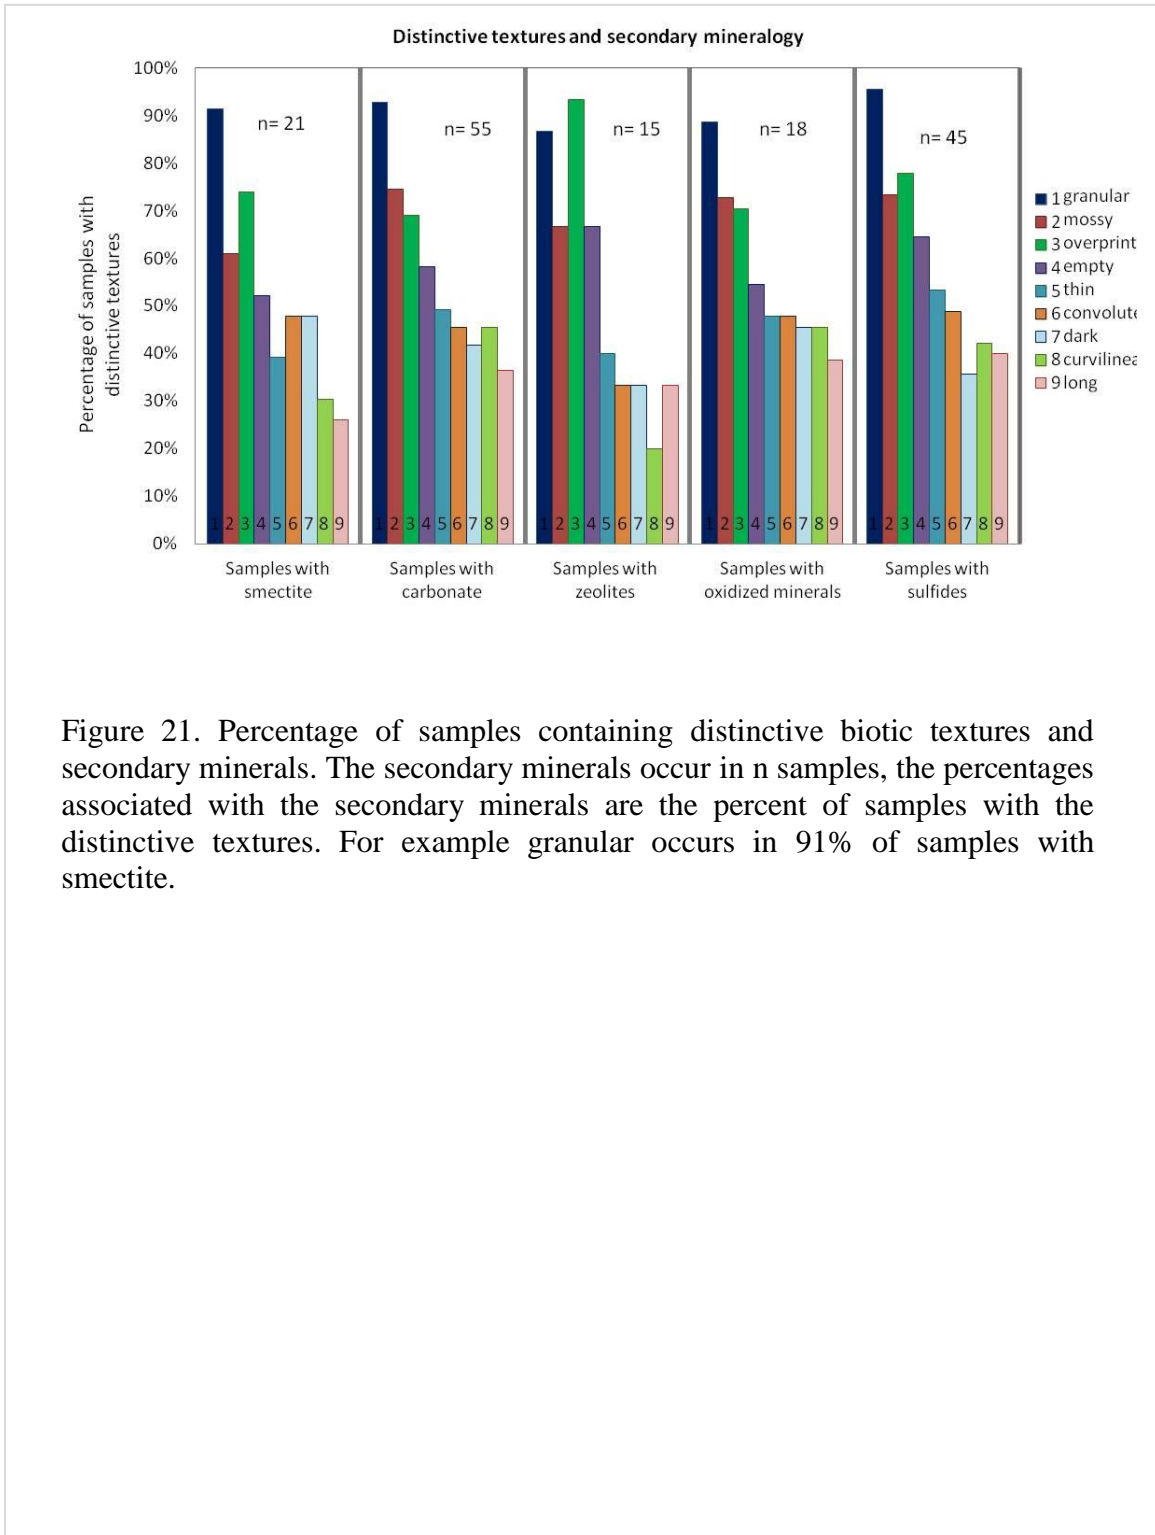 Distinctive textures and secondary mineralogy
100%
90%
80%
70%
60%
50%
40%
30%
20%
10%
0%
Percentage of samples with
distinctive textures
n= 21
n= 55
n= 15
n= 18
n= 45
1 2 3 4 5 6 7 8 9
1 2 3 4 5 6 7 8 9
1 2 3 4 5 6 7 8 9
1 2 3 4 5 6 7 8 9
1 2 3 4 5 6 7 8 9
Samples with
smectite
Samples with
carbonate
Samples with
zeolites
Samples with
oxidized minerals
Samples with
sulfides
1 granular
2 mossy
3 overprint
4 empty
5 thin
6 convolute
7 dark
8 curvilinea
9 long
Figure 21. Percentage of samples containing distinctive biotic textures and
secondary minerals. The secondary minerals occur in n samples, the percentages
associated with the secondary minerals are the percent of samples with the
distinctive textures. For example granular occurs in 91% of samples with
smectite.